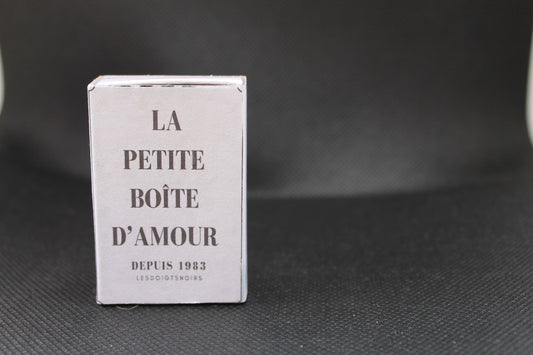 LA
PETITE
BOÎTE
D'AMOUR
DEPUIS 1983
LESDOIGTSNOIRS